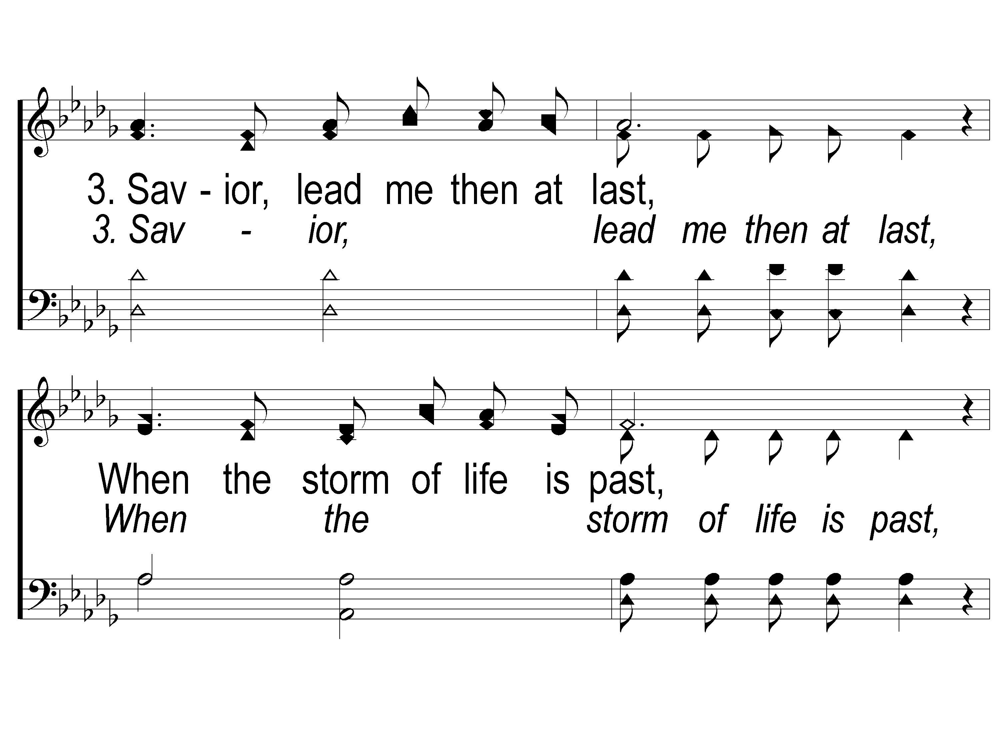 3. Sav - ior, lead me then at last,
3. Sav - ior, lead me then at last,
When the storm of life is past,
When the storm of life is past,